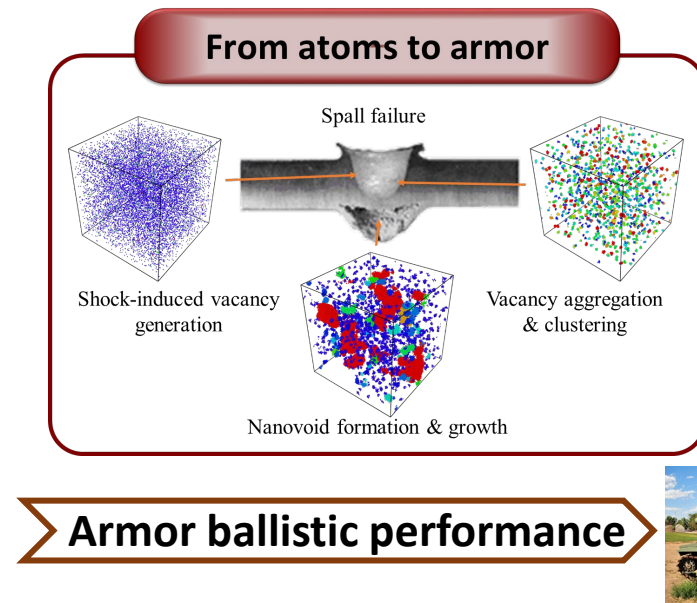 From atoms to armor
Spall failure
Shock-induced vacancy
generation
Vacancy aggregation
& clustering
Nanovoid formation & growth
Armor ballistic performance